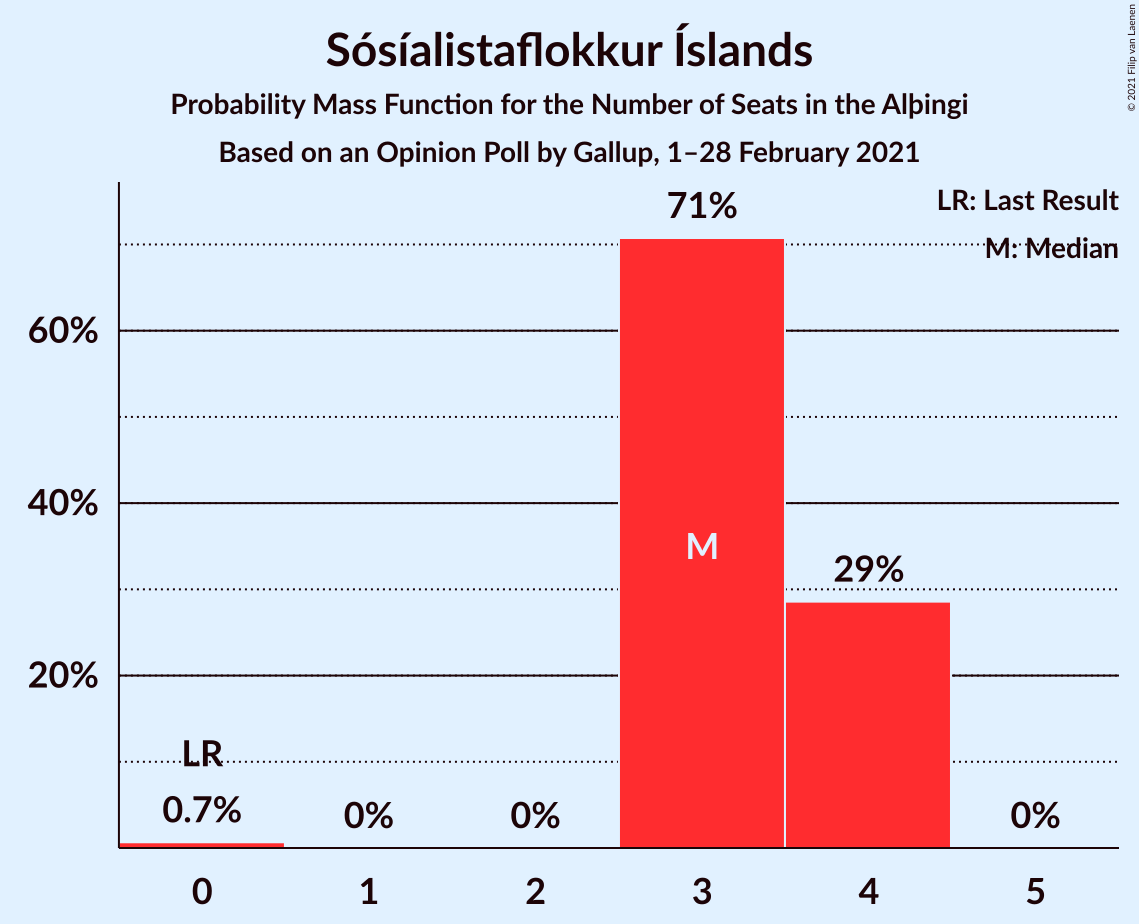 Sósíalistaflokkur Íslands
Probability Mass Function for the Number of Seats in the Alþingi
Based on an Opinion Poll by Gallup, 1–28 February 2021
© 2021 Filip van Laenen
LR: Last Result
M: Median
60%
40%
20%
LR
0.7%
0%
0%
71%
M
29%
0%
0
1
2
3
4
5